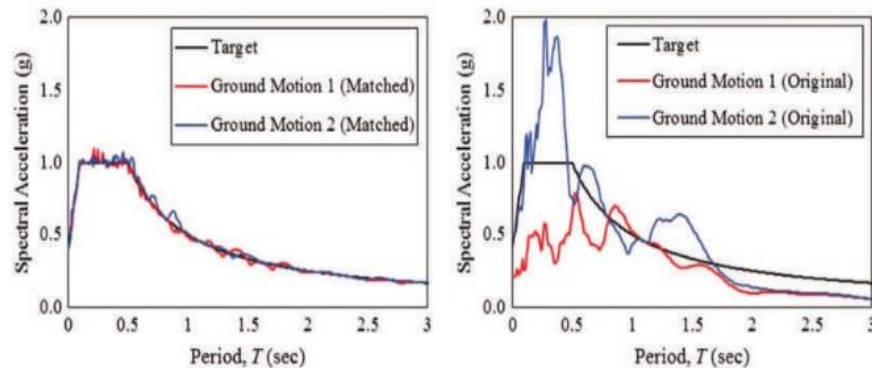 Spectral Acceleration (g)
2.0
1.5
1.0
0.5
0.0
Target
Ground Motion 1 (Matched)
Ground Motion 2 (Matched)
0 0.5 1 1.5 2 2.5 3
Period, T (sec)
Spectral Acceleration (g)
2.0
1.5
1.0
0.5
0.0
Target
Ground Motion 1 (Original)
Ground Motion 2 (Original)
0 0.5 1 1.5 2 2.5 3
Period, T (sec)